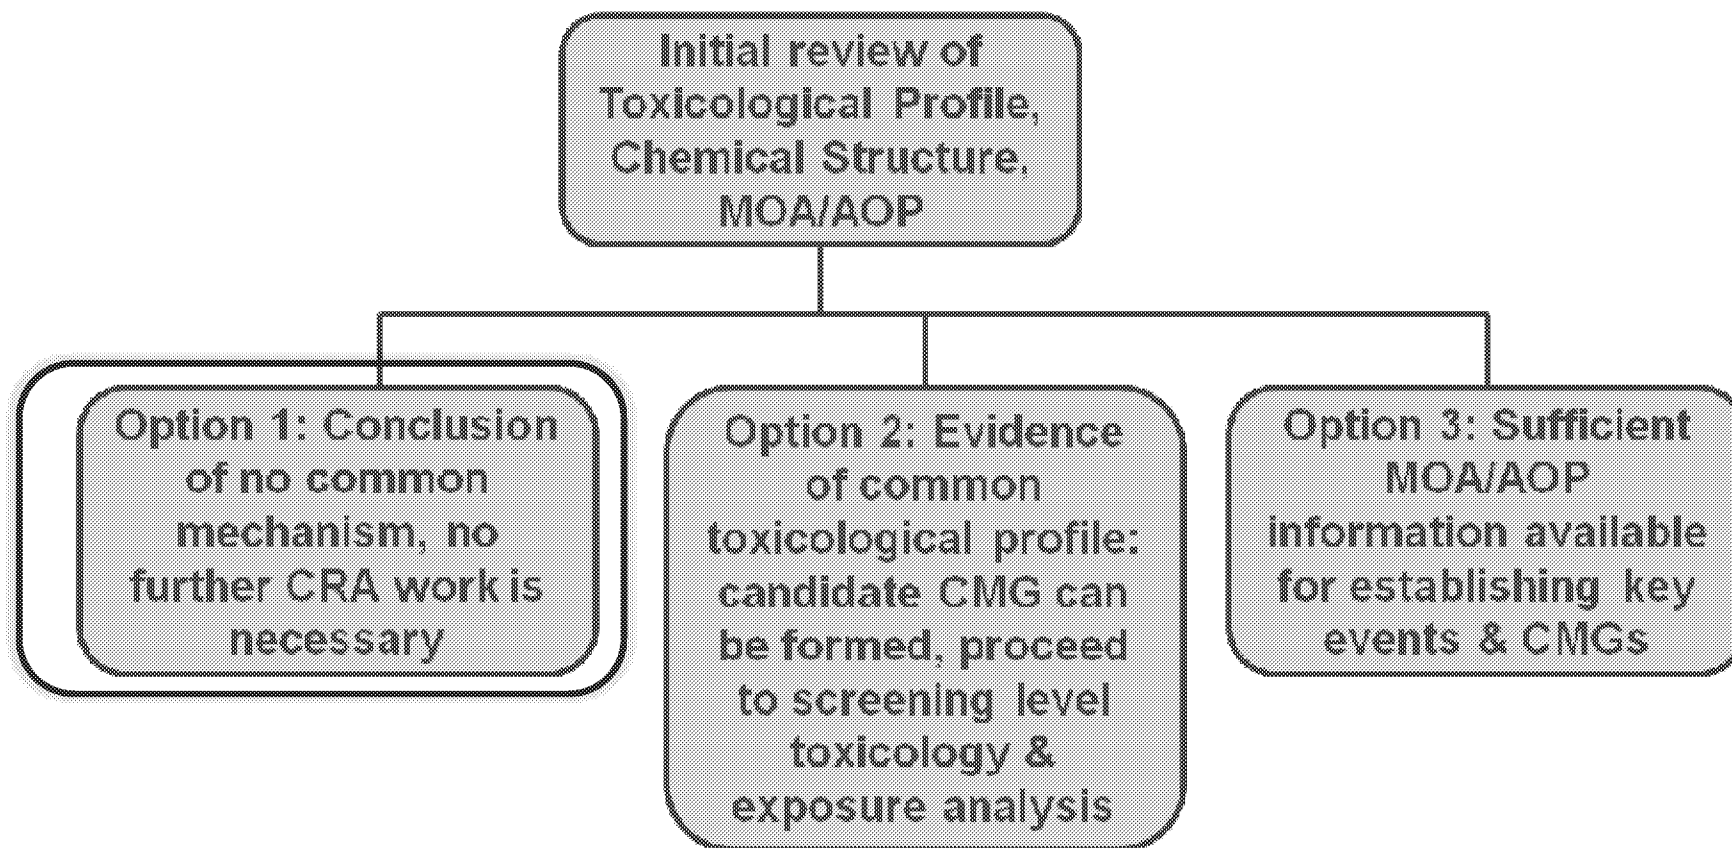 Initial review of
Toxicological Profile,
Chemical Structure,
MOA/AOP
Option 1: Conclusion
of no common
mechanism, no
further CRA work is
necessary
Option 2: Evidence
of common
toxicological profile:
candidate CMG can
be formed, proceed
to screening level
toxicology &
exposure analysis
Option 3: Sufficient
MOA/AOP
information available
for establishing key
events & CMGs